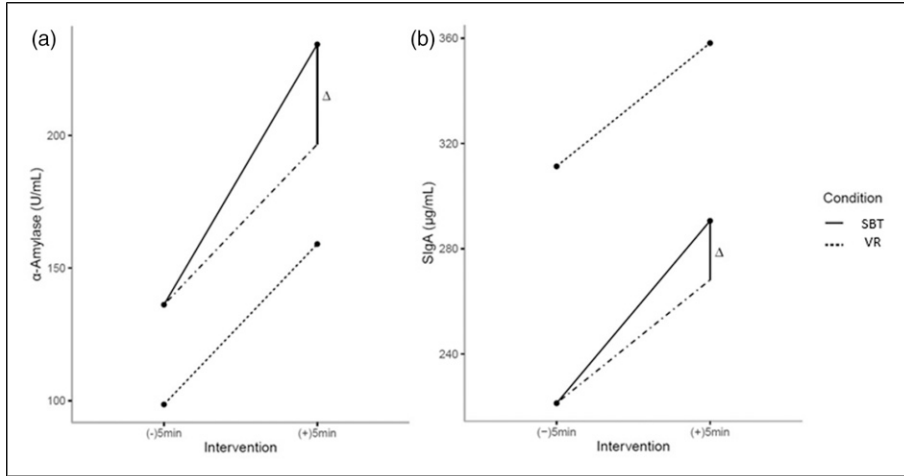 (a)
α-Amylase (U/mL)
200
150
100
Δ
(-)5min
(+)5min
Intervention
(b)
SIgA (µg/mL)
360
320
280
240
Δ
(−)5min
(+)5min
Intervention
Condition
SBT
VR